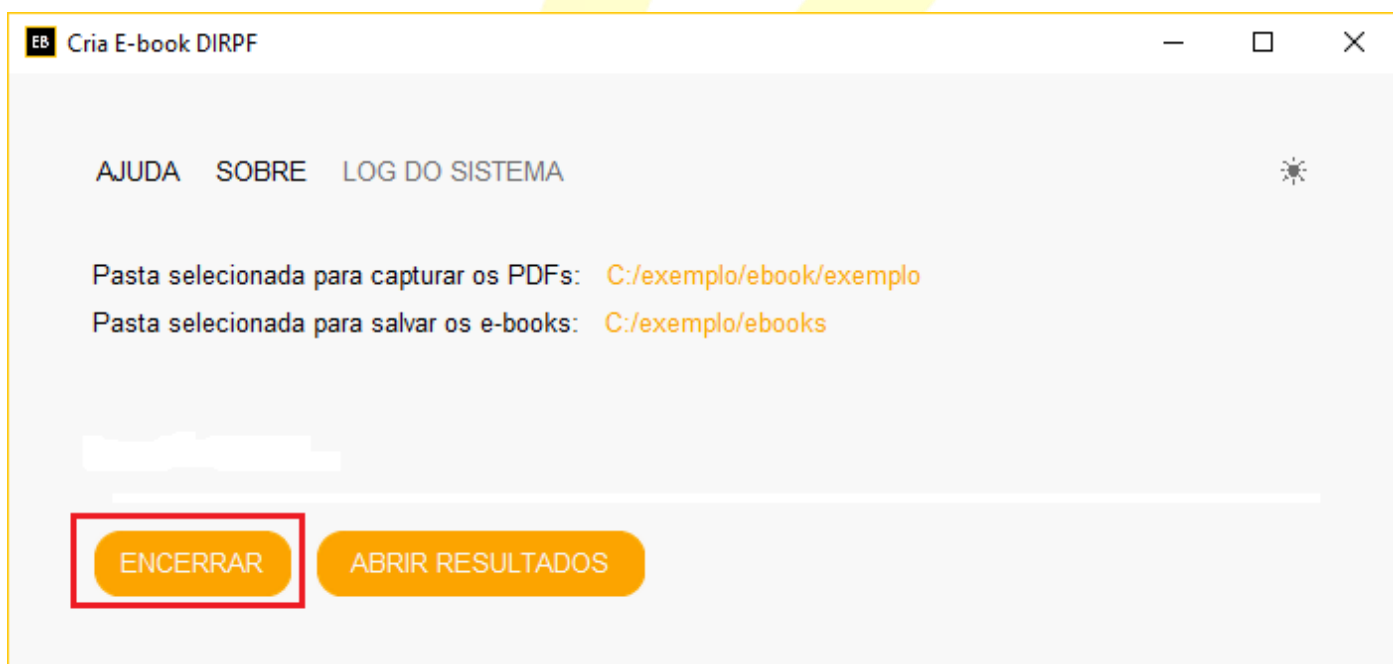 EB Cria E-book DIRPF
AJUDA SOBRE LOG DO SISTEMA
Pasta selecionada para capturar os PDFs: C:/exemplo/ebook/exemplo
Pasta selecionada para salvar os e-books: C:/exemplo/ebooks
ENCERRAR ABRIR RESULTADOS